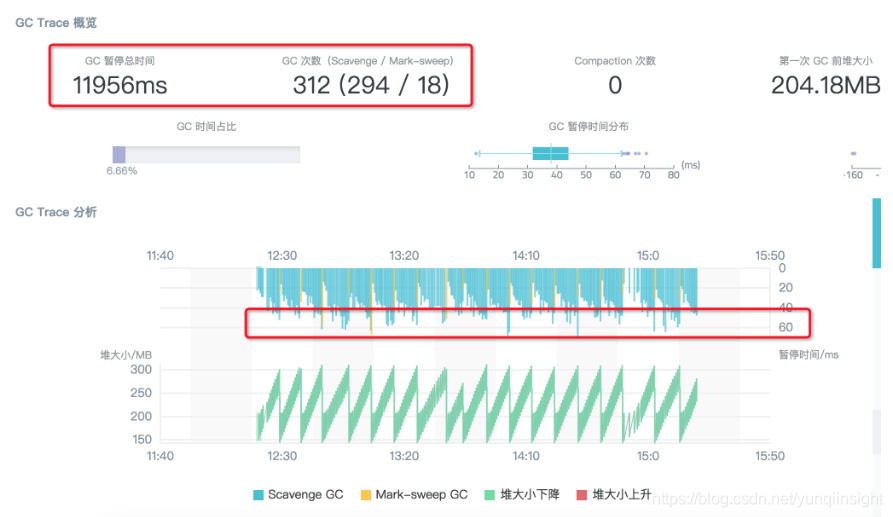 GC Trace 概览
GC 暂停总时间
GC 次数（Scavenge / Mark-sweep）
Compaction 次数
第一次 GC 前堆大小
11956ms
312 (294 / 18)
0
204.18MB
GC 时间占比
GC 暂停时间分布
6.66%
10 20 30 40 50 60 70 80 (ms)
-160
GC Trace 分析
11:40 12:30 13:20 14:10 15:0 15:50
0
20
40
60
堆大小/MB
暂停时间/ms
300
250
200
150
11:40 12:30 13:20 14:10 15:0 15:50
Scavenge GC Mark-sweep GC 堆大小下降 堆大小上升
https://blog.csdn.net/yunqiinsight